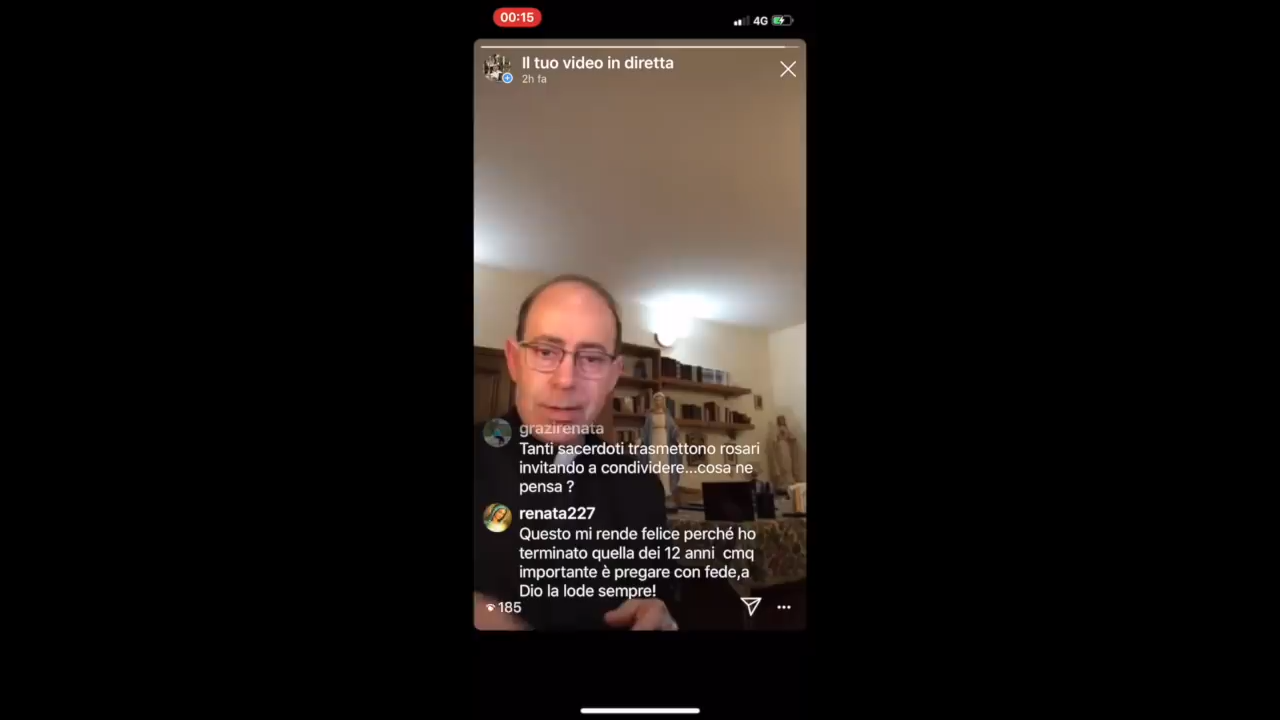 00:15
4G
Il tuo video in diretta
2h fa
grazirenata
Tanti sacerdoti trasmettono rosari
invitando a condividere...cosa ne
pensa ?
renata227
Questo mi rende felice perché ho
terminato quella dei 12 anni cmq
importante è pregare con fede,a
Dio la lode sempre!
185